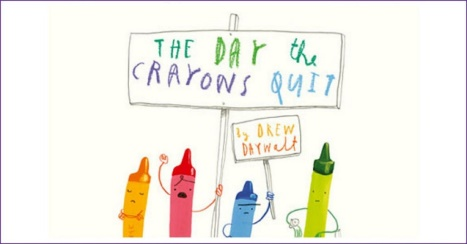 THE DAY the
CRAYONS QUIT
By DREW
DAYWalt